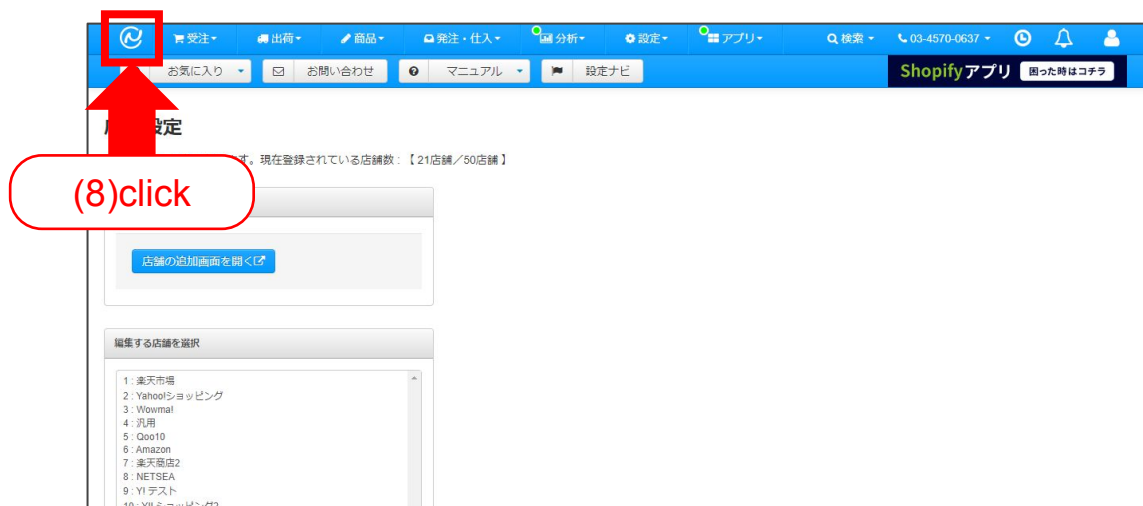 受注 出荷 商品 発注・仕入 分析 設定 アプリ 検索 03-4570-0637
お気に入り お問い合わせ マニュアル 設定ナビ Shopifyアプリ 困った時はコチラ
設定
す。現在登録されている店舗数 : 【 21店舗／50店舗 】
(8)click
店舗の追加画面を開く
編集する店舗を選択
1 : 楽天市場
2 : Yahoo!ショッピング
3 : Wowma!
4 : 汎用
5 : Qoo10
6 : Amazon
7 : 楽天商店2
8 : NETSEA
9 : Y! テスト